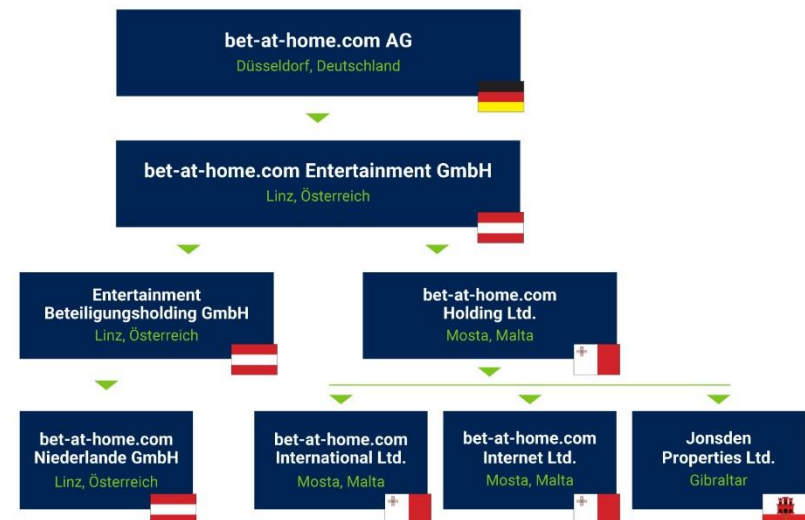 bet-at-home.com AG
Düsseldorf, Deutschland
bet-at-home.com Entertainment GmbH
Linz, Österreich
Entertainment
Beteiligungsholding GmbH
Linz, Österreich
bet-at-home.com
Holding Ltd.
Mosta, Malta
bet-at-home.com
Niederlande GmbH
Linz, Österreich
bet-at-home.com
International Ltd.
Mosta, Malta
bet-at-home.com
Internet Ltd.
Mosta, Malta
Jonsden
Properties Ltd.
Gibraltar